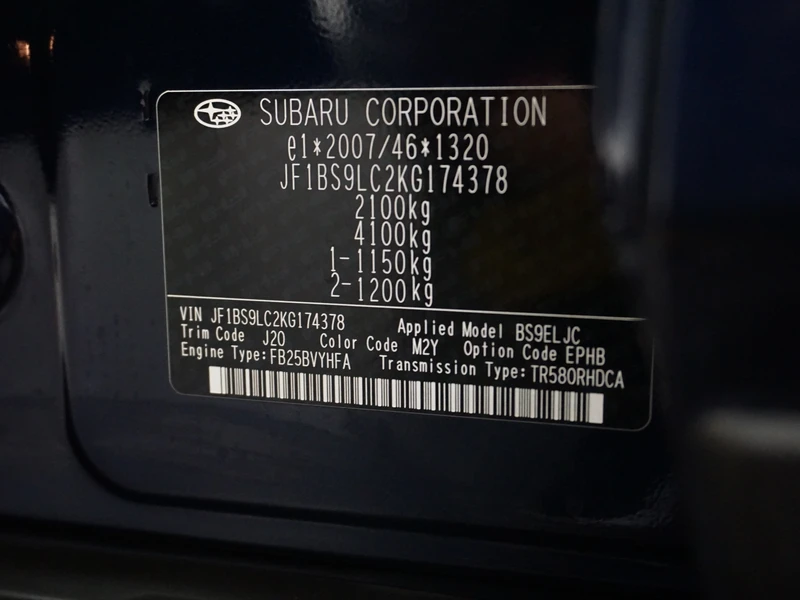 SUBARU CORPORATION
e1*2007/46*1320
JF1BS9LC2KG174378
2100kg
4100kg
1-1150kg
2-1200kg
VIN JF1BS9LC2KG174378 Applied Model BS9ELJC
Trim Code J20 Color Code M2Y Option Code EPHB
Engine Type: FB25BVYHFA Transmission Type: TR580RHDCA